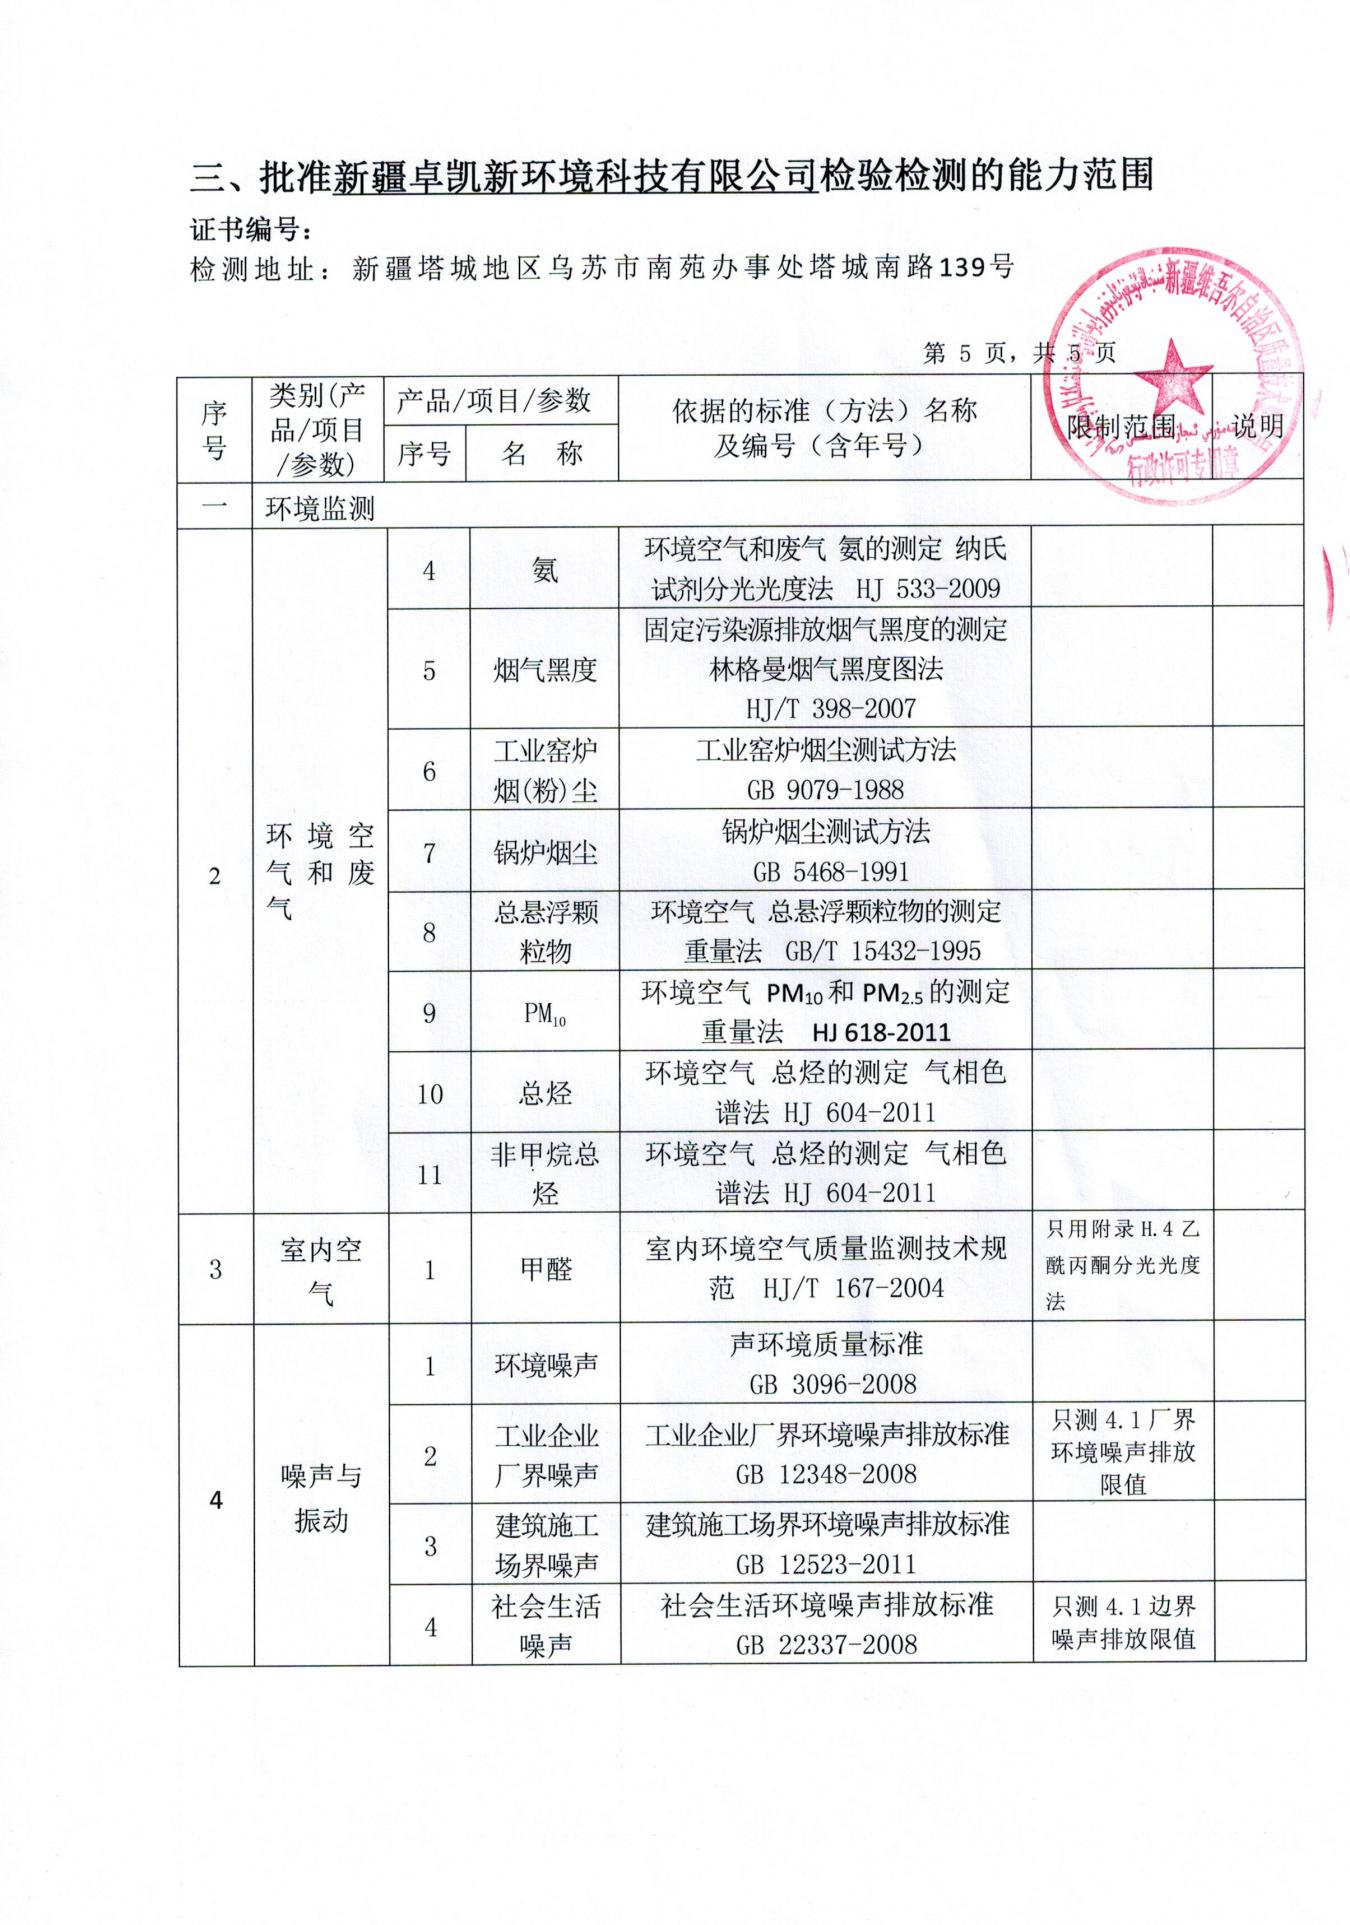 三、批准新疆卓凯新环境科技有限公司检验检测的能力范围
证书编号：
检测地址：新疆塔城地区乌苏市南苑办事处塔城南路139号
第 5 页，共 5 页
序号
类别(产品/项目/参数)
产品/项目/参数
序号
名 称
依据的标准（方法）名称
及编号（含年号）
限制范围
说明
新疆维吾尔自治区质量技术
行政许可专用章
一
环境监测
2
环境空
气和废
气
4
氨
环境空气和废气 氨的测定 纳氏
试剂分光光度法 HJ 533-2009
5
烟气黑度
固定污染源排放烟气黑度的测定
林格曼烟气黑度图法
HJ/T 398-2007
6
工业窑炉
烟(粉)尘
工业窑炉烟尘测试方法
GB 9079-1988
7
锅炉烟尘
锅炉烟尘测试方法
GB 5468-1991
8
总悬浮颗
粒物
环境空气 总悬浮颗粒物的测定
重量法 GB/T 15432-1995
9
PM10
环境空气 PM10和PM2.5的测定
重量法 HJ 618-2011
10
总烃
环境空气 总烃的测定 气相色
谱法 HJ 604-2011
11
非甲烷总
烃
环境空气 总烃的测定 气相色
谱法 HJ 604-2011
3
室内空
气
1
甲醛
室内环境空气质量监测技术规
范 HJ/T 167-2004
只用附录 H.4 乙
酰丙酮分光光度
法
4
噪声与
振动
1
环境噪声
声环境质量标准
GB 3096-2008
2
工业企业
厂界噪声
工业企业厂界环境噪声排放标准
GB 12348-2008
只测 4.1 厂界
环境噪声排放
限值
3
建筑施工
场界噪声
建筑施工场界环境噪声排放标准
GB 12523-2011
4
社会生活
噪声
社会生活环境噪声排放标准
GB 22337-2008
只测 4.1 边界
噪声排放限值